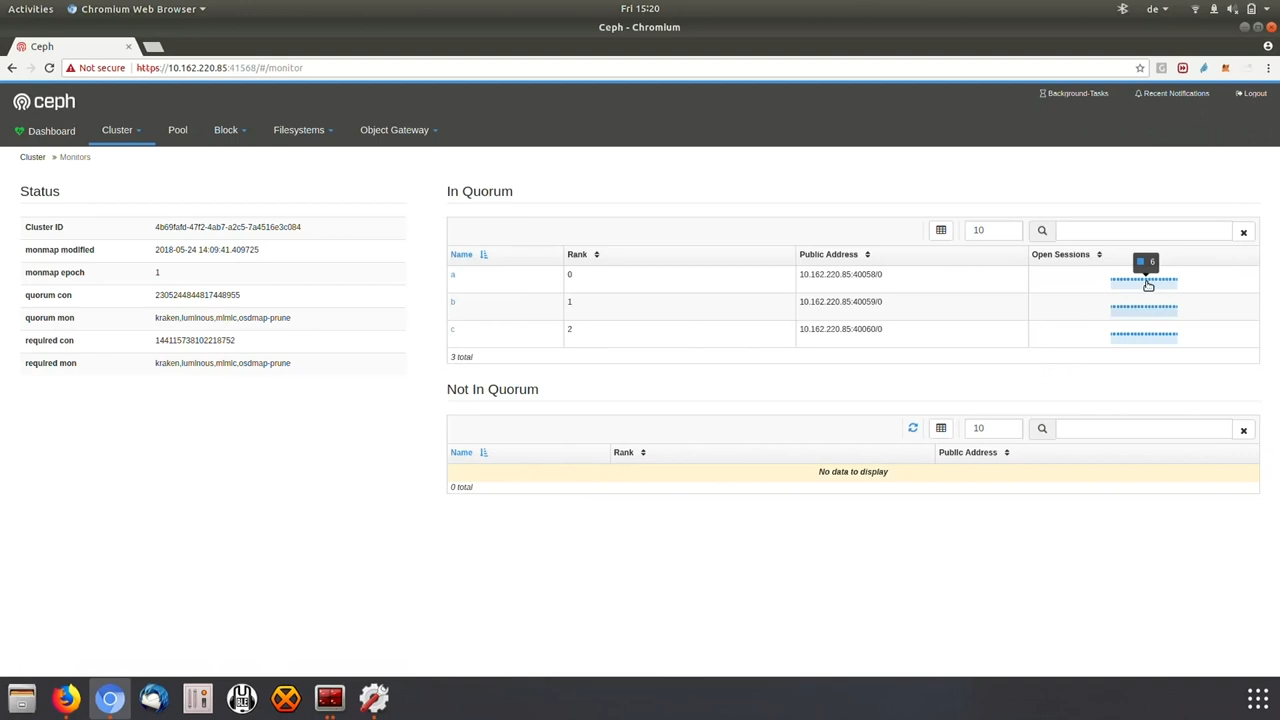 Activities Chromium Web Browser Fri 15:20 de
Ceph - Chromium
Ceph
Not secure https://10.162.220.85:41568/#/monitor
ceph Background-Tasks Recent Notifications Logout
Dashboard Cluster Pool Block Filesystems Object Gateway
Cluster » Monitors
Status
Cluster ID 4b69fafd-47f2-4ab7-a2c5-7a4516e3c084
monmap modified 2018-05-24 14:09:41.409725
monmap epoch 1
quorum con 2305244844817448955
quorum mon kraken,luminous,mimic,osdmap-prune
required con 144115738102218752
required mon kraken,luminous,mimic,osdmap-prune
In Quorum
10
Name Rank Public Address Open Sessions
6
a 0 10.162.220.85:40058/0
b 1 10.162.220.85:40059/0
c 2 10.162.220.85:40060/0
3 total
Not In Quorum
10
Name Rank Public Address
No data to display
0 total